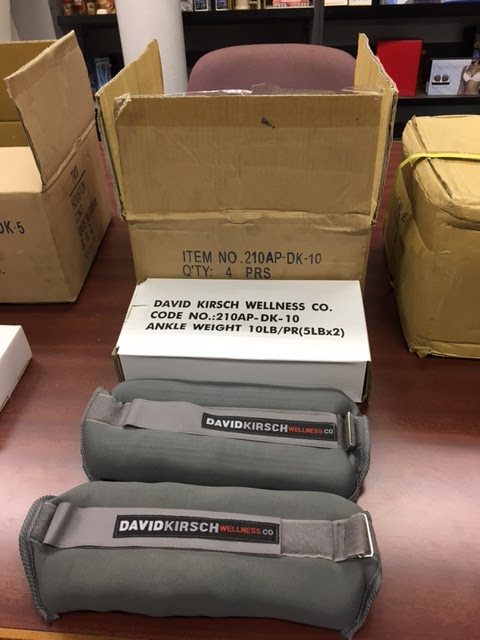 DK-5
ITEM NO.210AP-DK-10
Q'TY: 4 PRS
DAVID KIRSCH WELLNESS CO.
CODE NO.:210AP-DK-10
ANKLE WEIGHT 10LB/PR(5LBx2)
DAVIDKIRSCH WELLNESS CO
DAVIDKIRSCH WELLNESS CO